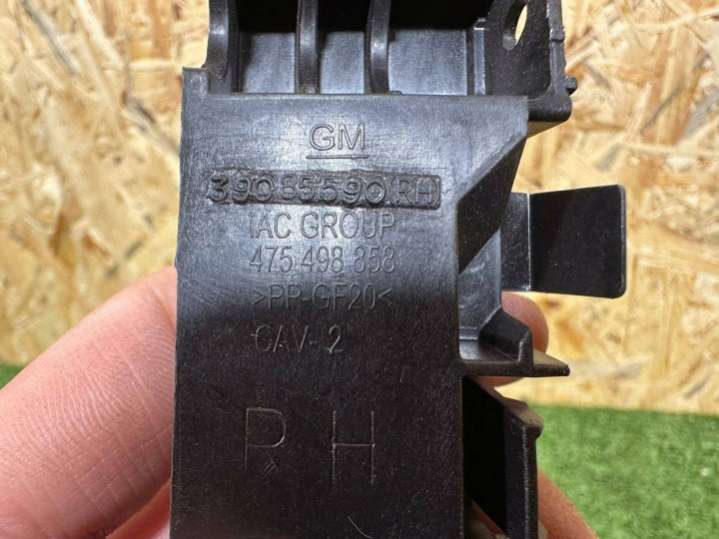 GM
39085590 RH
IAC GROUP
475 498 858
>PP-GF20<
CAV- 2
RH